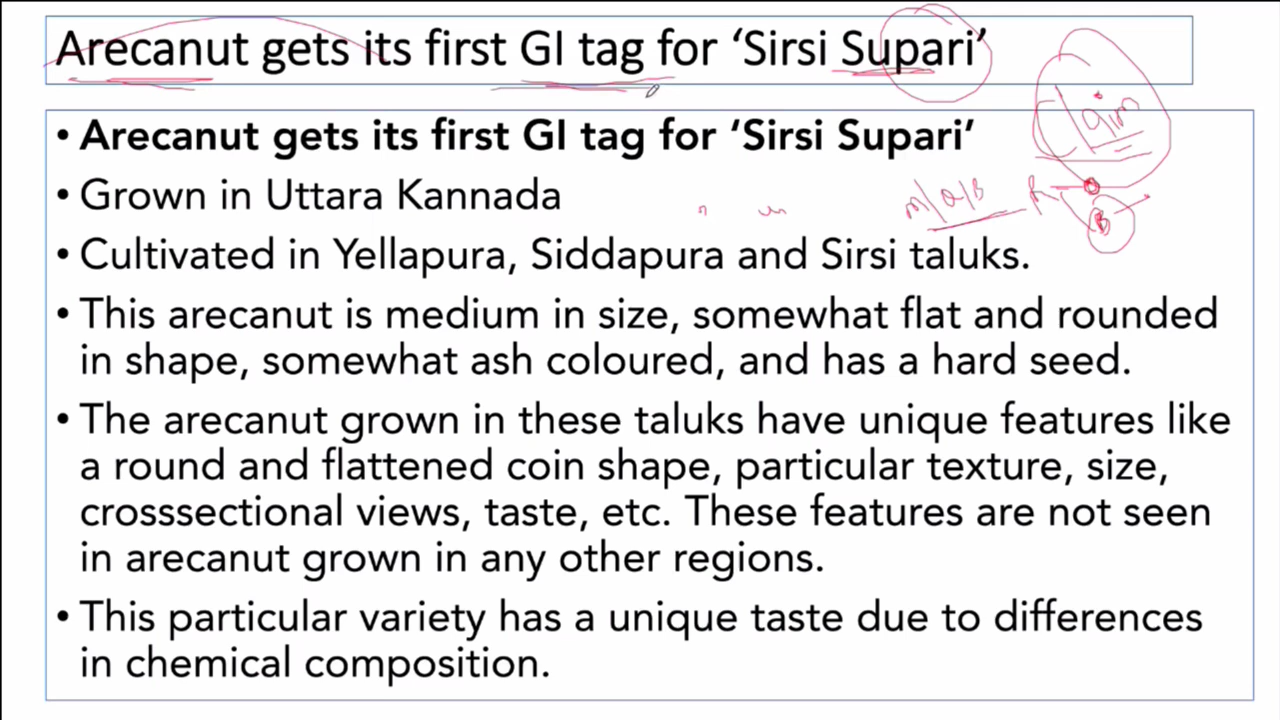 Arecanut gets its first GI tag for ‘Sirsi Supari’
• Arecanut gets its first GI tag for ‘Sirsi Supari’
• Grown in Uttara Kannada
m/a/B
B
• Cultivated in Yellapura, Siddapura and Sirsi taluks.
• This arecanut is medium in size, somewhat flat and rounded
in shape, somewhat ash coloured, and has a hard seed.
• The arecanut grown in these taluks have unique features like
a round and flattened coin shape, particular texture, size,
crosssectional views, taste, etc. These features are not seen
in arecanut grown in any other regions.
• This particular variety has a unique taste due to differences
in chemical composition.